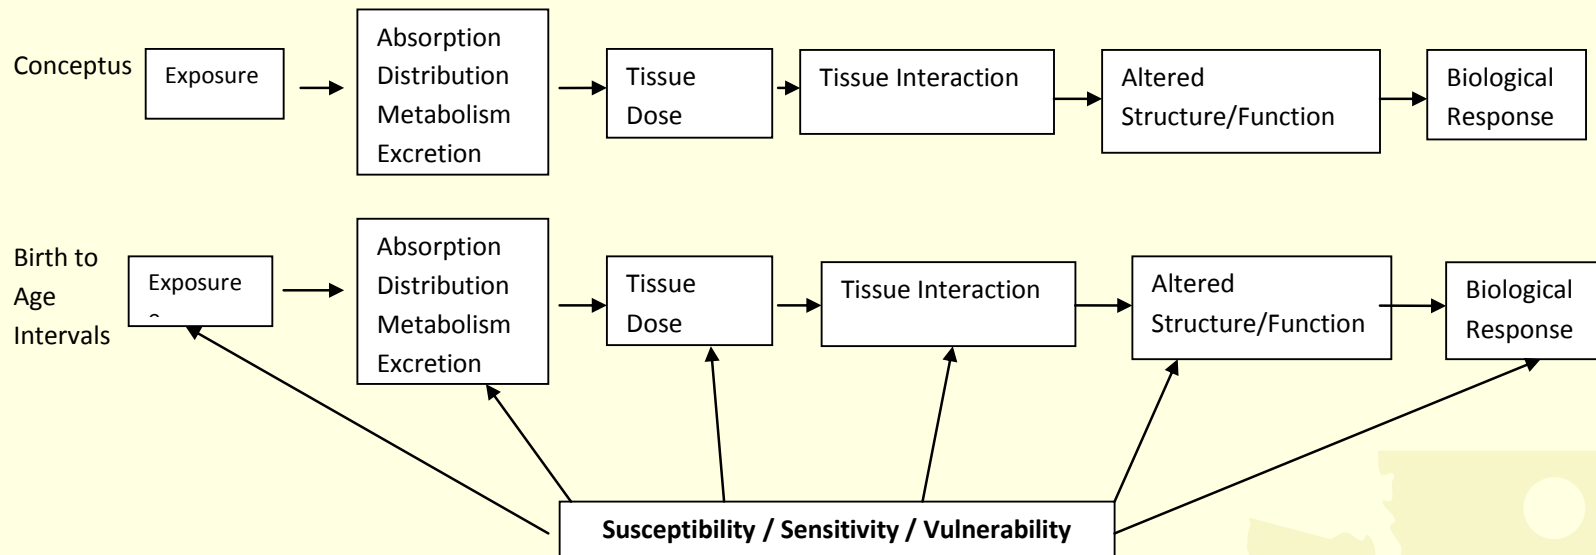 Conceptus
Exposure
Absorption
Distribution
Metabolism
Excretion
Tissue
Dose
Tissue Interaction
Altered
Structure/Function
Biological
Response
Birth to
Age
Intervals
Exposure
Absorption
Distribution
Metabolism
Excretion
Tissue
Dose
Tissue Interaction
Altered
Structure/Function
Biological
Response
Susceptibility / Sensitivity / Vulnerability